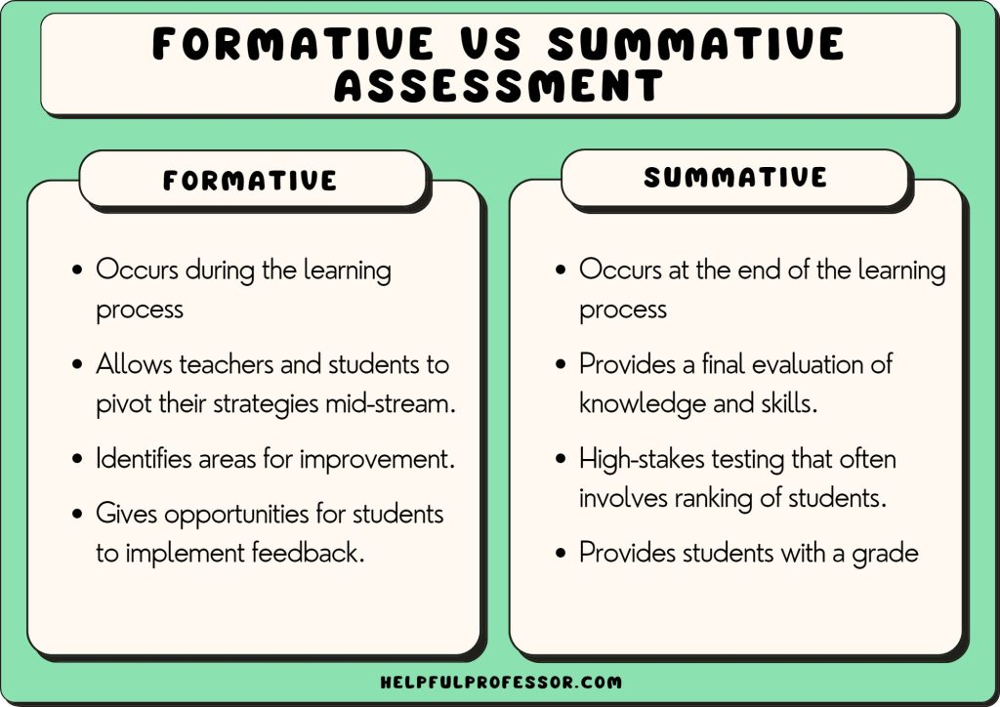 FORMATIVE VS SUMMATIVE
ASSESSMENT
FORMATIVE
• Occurs during the learning
process
• Allows teachers and students to
pivot their strategies mid-stream.
• Identifies areas for improvement.
• Gives opportunities for students
to implement feedback.
SUMMATIVE
• Occurs at the end of the learning
process
• Provides a final evaluation of
knowledge and skills.
• High-stakes testing that often
involves ranking of students.
• Provides students with a grade
HELPFULPROFESSOR.COM